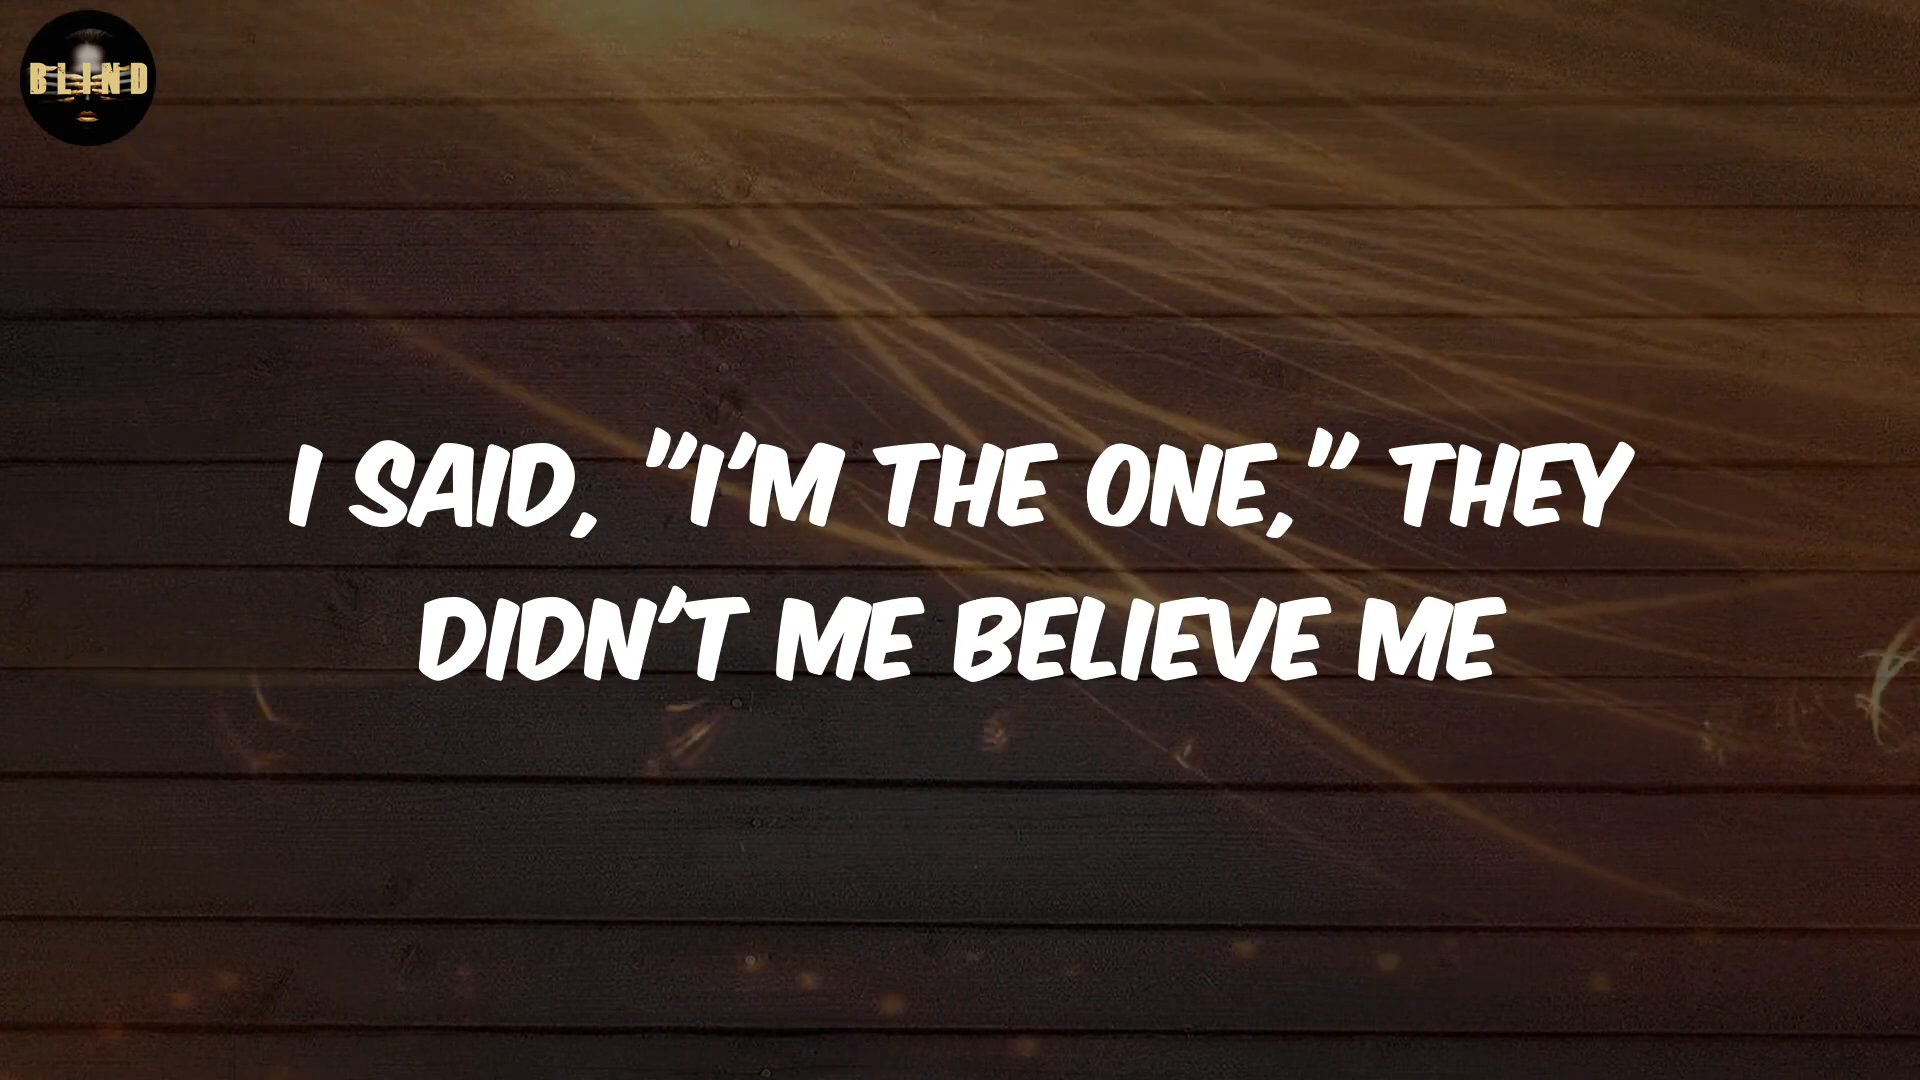 BLIND
I SAID, "I'M THE ONE," THEY
DIDN'T ME BELIEVE ME